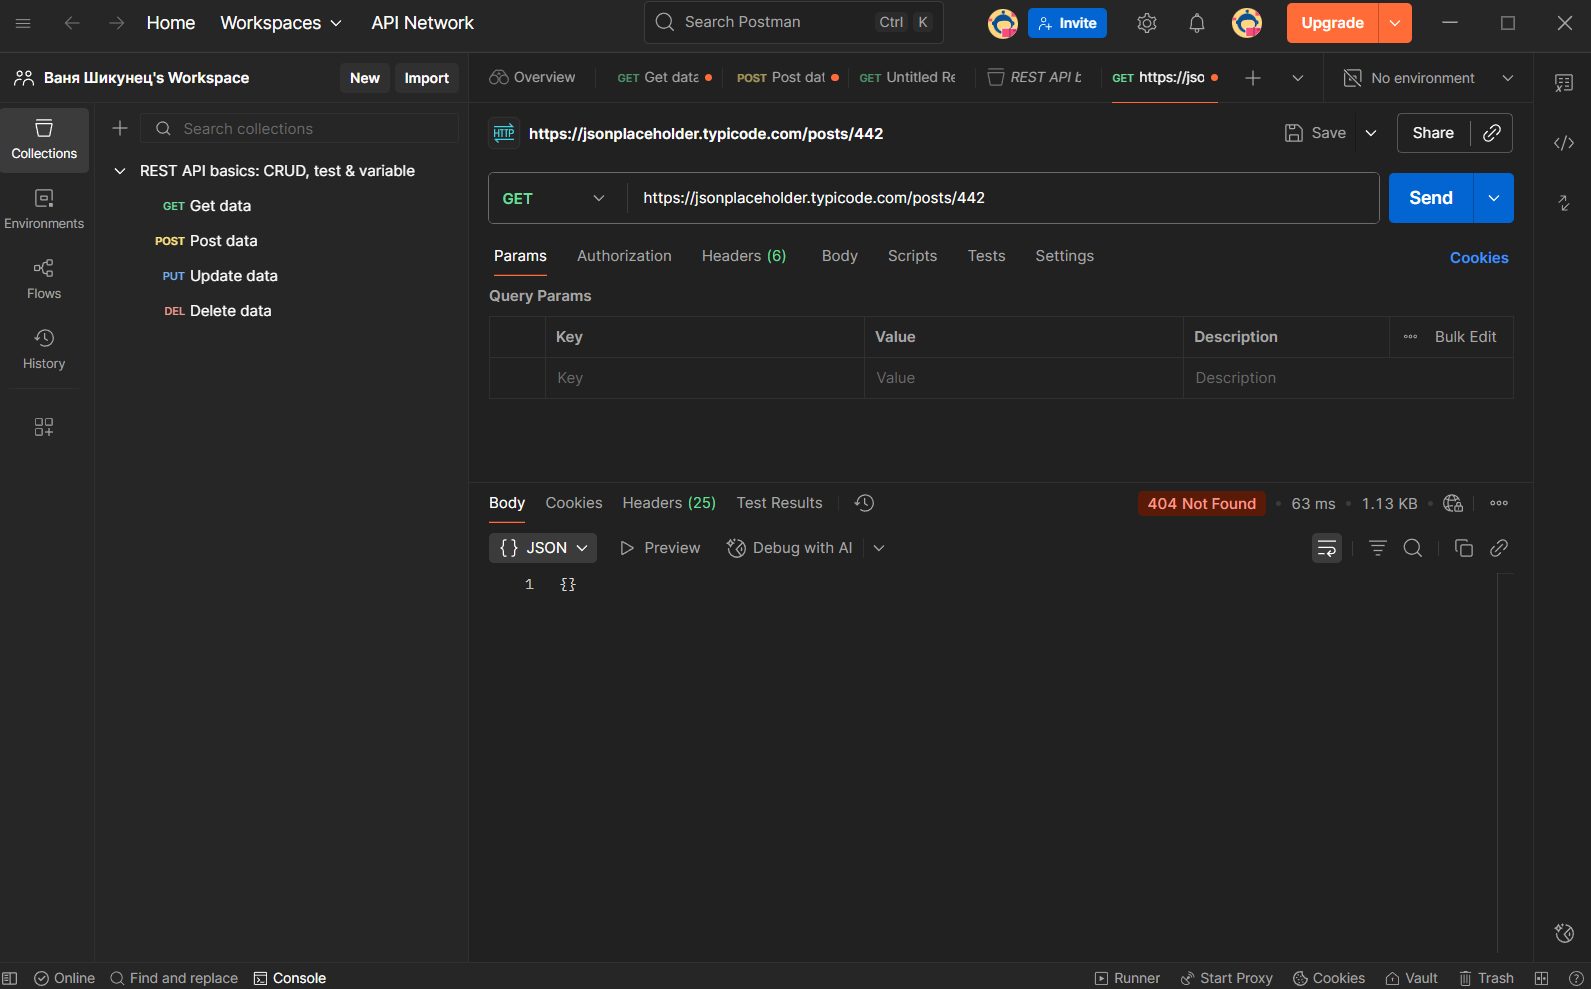 Home Workspaces API Network Search Postman Ctrl K Invite Upgrade
Ваня Шикунец's Workspace New Import
Overview GET Get data POST Post dat GET Untitled Re REST API b GET https://jso No environment
Collections
Environments
Flows
History
Search collections
REST API basics: CRUD, test & variable
GET Get data
POST Post data
PUT Update data
DEL Delete data
HTTP https://jsonplaceholder.typicode.com/posts/442 Save Share
GET https://jsonplaceholder.typicode.com/posts/442 Send
Params Authorization Headers (6) Body Scripts Tests Settings Cookies
Query Params
Key Value Description Bulk Edit
Key Value Description
Body Cookies Headers (25) Test Results 404 Not Found 63 ms 1.13 KB
{} JSON Preview Debug with AI
1 {}
Online Find and replace Console Runner Start Proxy Cookies Vault Trash